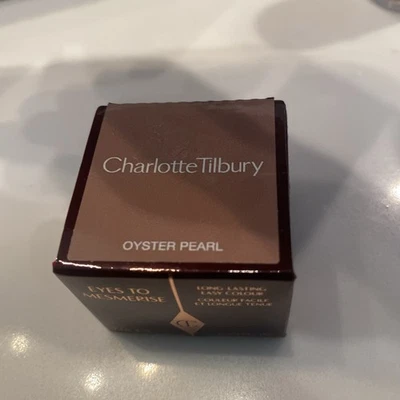 CharlotteTilbury
OYSTER PEARL
EYES TO
MESMERISE
LONG LASTING
EASY COLOUR
COULEUR FACILE
ET LONGUE TENUE